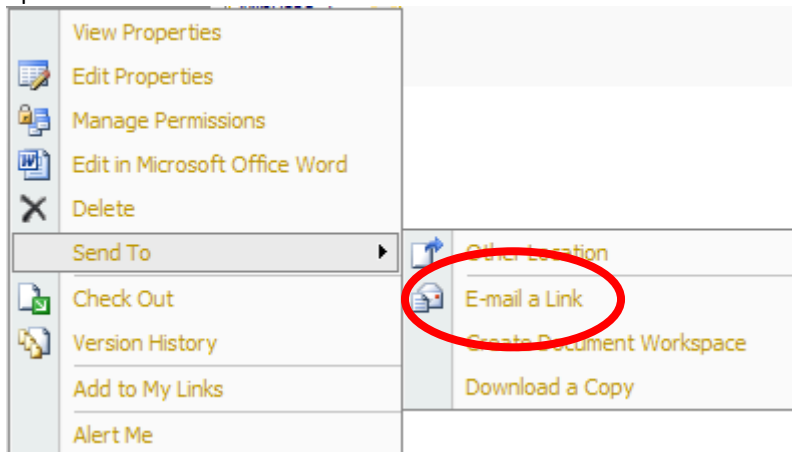 View Properties
Edit Properties
Manage Permissions
Edit in Microsoft Office Word
Delete
Send To
Other Location
Check Out
E-mail a Link
Version History
Create Document Workspace
Add to My Links
Download a Copy
Alert Me